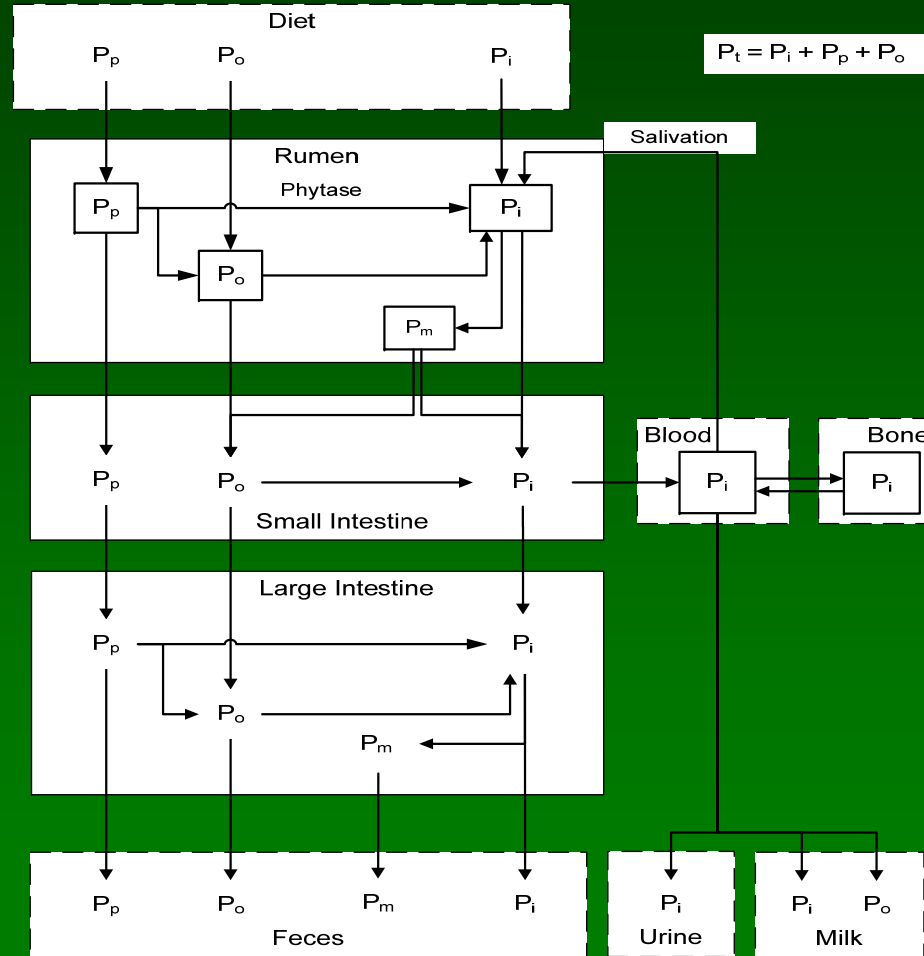 Diet
Pₚ Pₒ Pᵢ
Pₜ = Pᵢ + Pₚ + Pₒ
Salivation
Rumen
Phytase
Pₚ Pᵢ
Pₒ
Pₘ
Blood
Bone
Pₚ Pₒ Pᵢ Pᵢ Pᵢ
Small Intestine
Large Intestine
Pₚ Pᵢ
Pₒ
Pₘ
Pₚ Pₒ Pₘ Pᵢ Pᵢ Pᵢ Pₒ
Feces
Urine
Milk